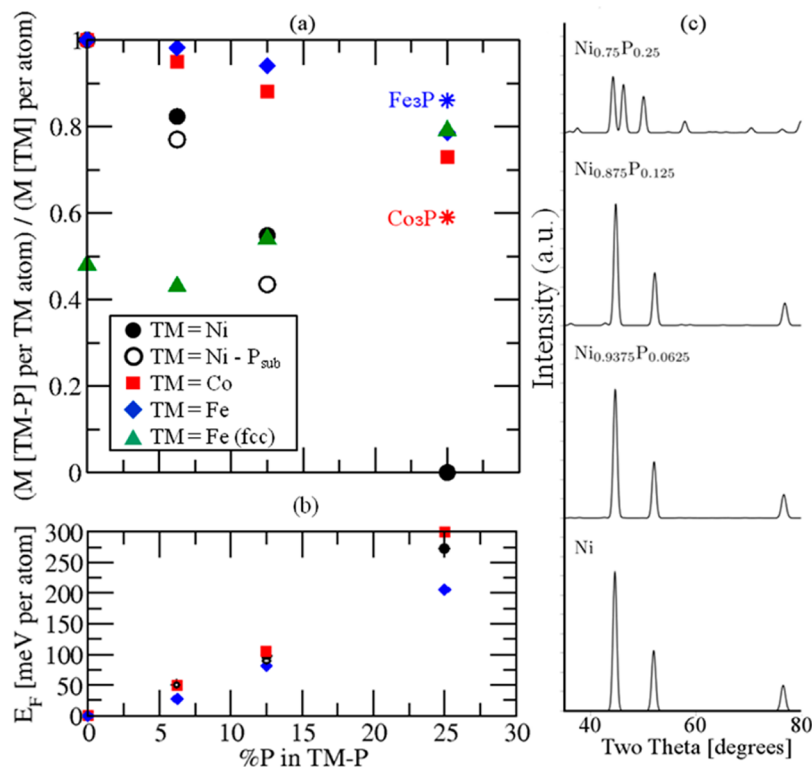 (a)
(M [TM-P] per TM atom) / (M [TM] per atom)
1
0.8
0.6
0.4
0.2
0
Fe₃P
Co₃P
TM = Ni
TM = Ni - Psub
TM = Co
TM = Fe
TM = Fe (fcc)
(b)
EF [meV per atom]
300
250
200
150
100
50
0
0 5 10 15 20 25 30
%P in TM-P
(c)
Intensity (a.u.)
Ni0.75P0.25
Ni0.875P0.125
Ni0.9375P0.0625
Ni
40 60 80
Two Theta [degrees]